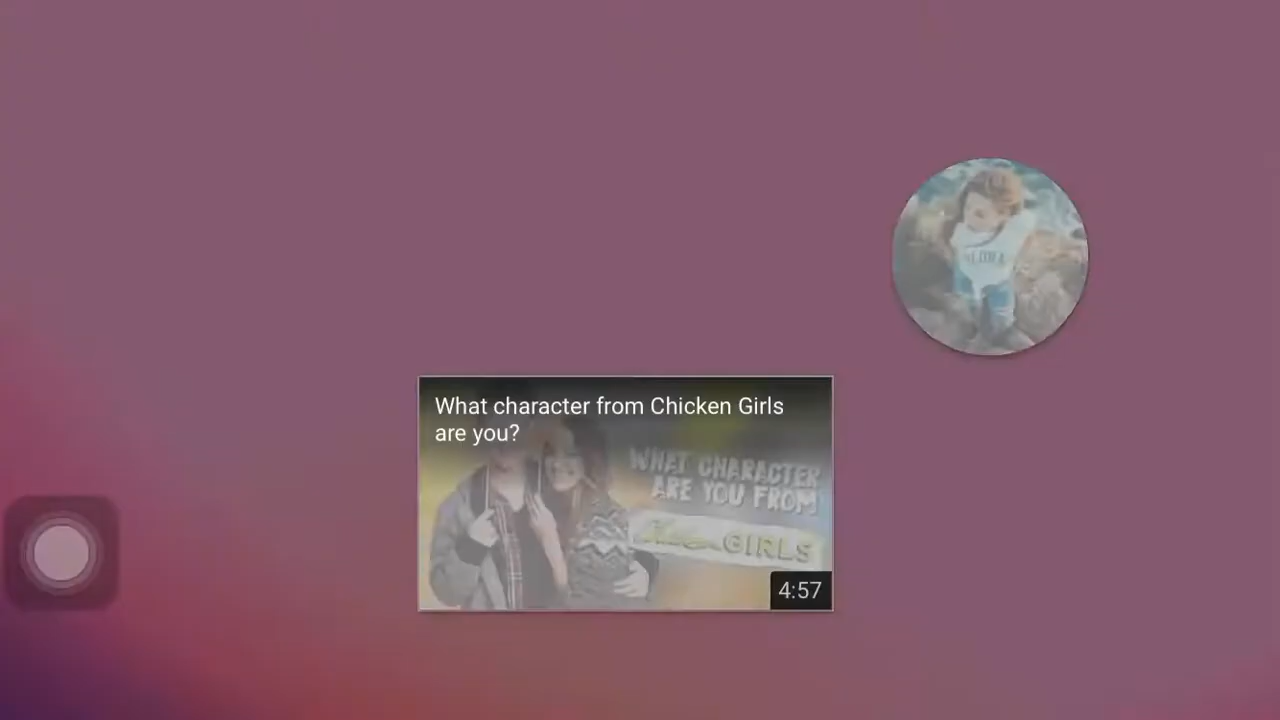 What character from Chicken Girls
are you?
WHAT CHARACTER
ARE YOU FROM
GIRLS
4:57